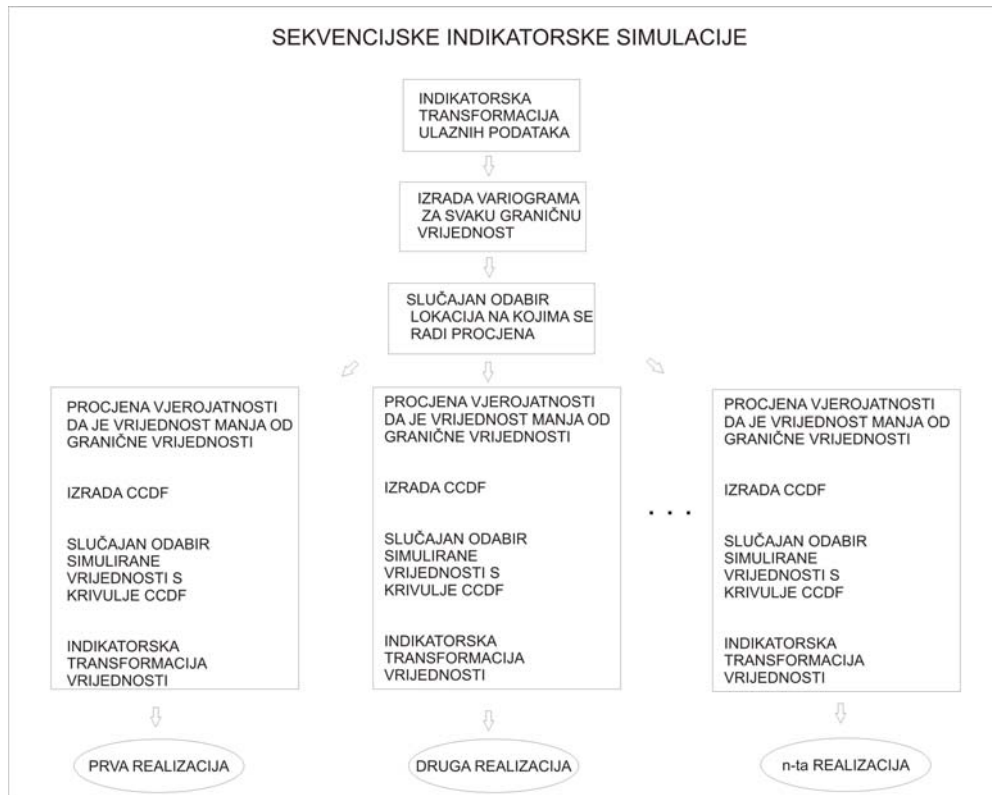 SEKVENCIJSKE INDIKATORSKE SIMULACIJE
INDIKATORSKA
TRANSFORMACIJA
ULAZNIH PODATAKA
IZRADA VARIOGRAMA
ZA SVAKU GRANIČNU
VRIJEDNOST
SLUČAJAN ODABIR
LOKACIJA NA KOJIMA SE
RADI PROCJENA
PROCJENA VJEROJATNOSTI
DA JE VRIJEDNOST MANJA OD
GRANIČNE VRIJEDNOSTI
IZRADA CCDF
SLUČAJAN ODABIR
SIMULIRANE
VRIJEDNOSTI S
KRIVULJE CCDF
INDIKATORSKA
TRANSFORMACIJA
VRIJEDNOSTI
PRVA REALIZACIJA
PROCJENA VJEROJATNOSTI
DA JE VRIJEDNOST MANJA OD
GRANIČNE VRIJEDNOSTI
IZRADA CCDF
SLUČAJAN ODABIR
SIMULIRANE
VRIJEDNOSTI S
KRIVULJE CCDF
INDIKATORSKA
TRANSFORMACIJA
VRIJEDNOSTI
DRUGA REALIZACIJA
. . .
PROCJENA VJEROJATNOSTI
DA JE VRIJEDNOST MANJA OD
GRANIČNE VRIJEDNOSTI
IZRADA CCDF
SLUČAJAN ODABIR
SIMULIRANE
VRIJEDNOSTI S
KRIVULJE CCDF
INDIKATORSKA
TRANSFORMACIJA
VRIJEDNOSTI
n-ta REALIZACIJA